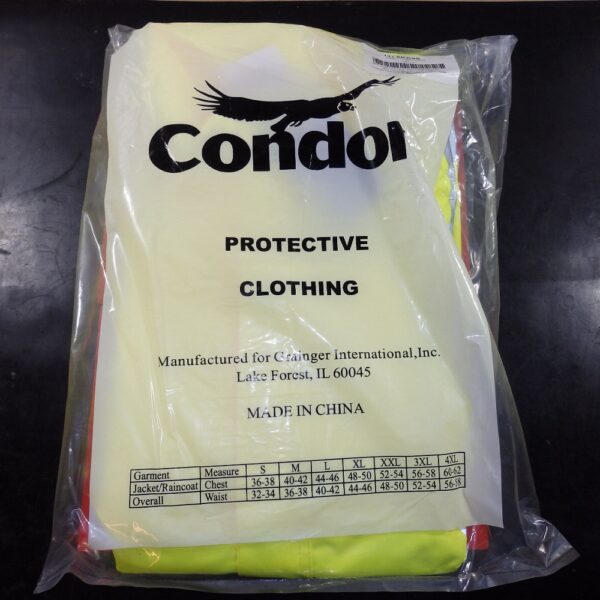 Condor
PROTECTIVE
CLOTHING
Manufactured for Grainger International,Inc.
Lake Forest, IL 60045
MADE IN CHINA
Garment Measure S M L XL XXL 3XL 4XL
Jacket/Raincoat Chest 36-38 40-42 44-46 48-50 52-54 56-58 60-62
Overall Waist 32-34 36-38 40-42 44-46 48-50 52-54 56-58